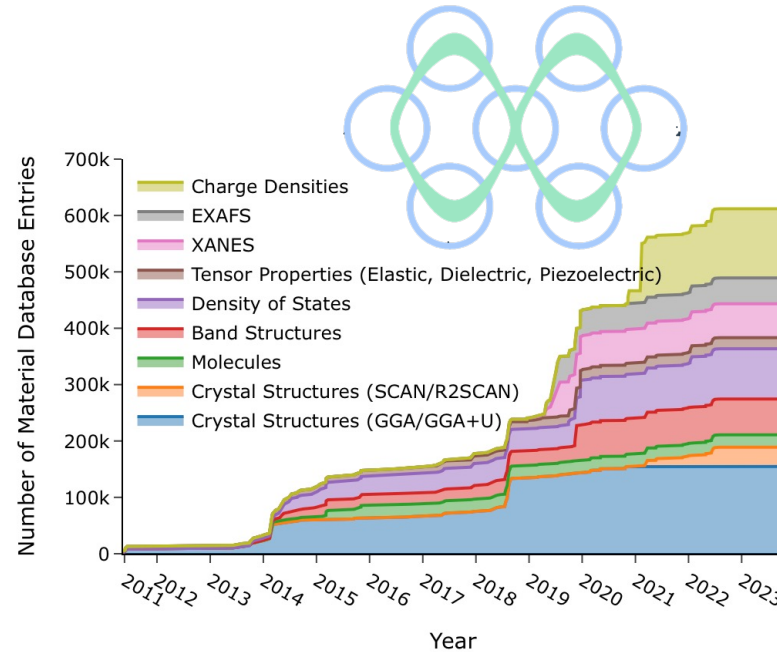 700k
600k
500k
400k
300k
200k
100k
0
Number of Material Database Entries
Charge Densities
EXAFS
XANES
Tensor Properties (Elastic, Dielectric, Piezoelectric)
Density of States
Band Structures
Molecules
Crystal Structures (SCAN/R2SCAN)
Crystal Structures (GGA/GGA+U)
2011 2012 2013 2014 2015 2016 2017 2018 2019 2020 2021 2022 2023
Year